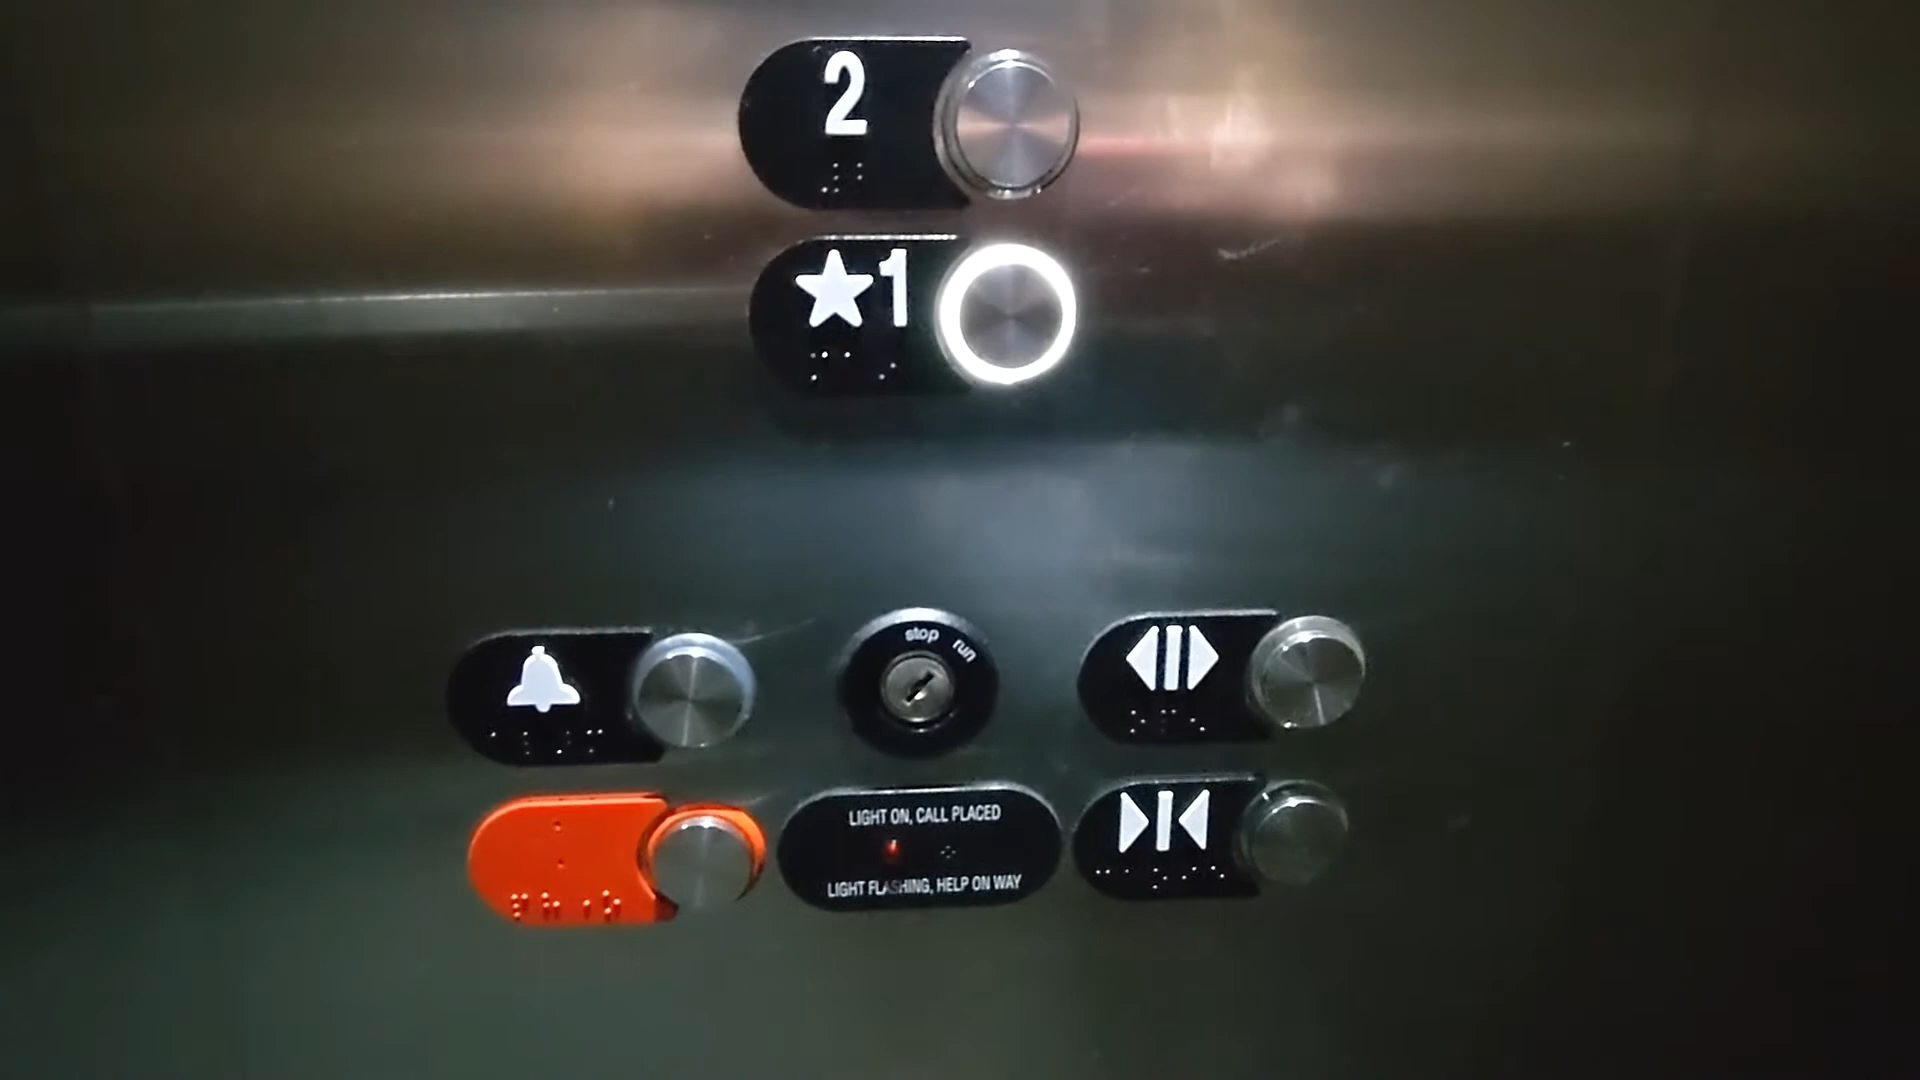 2
★1
stop
run
LIGHT ON, CALL PLACED
LIGHT FLASHING, HELP ON WAY